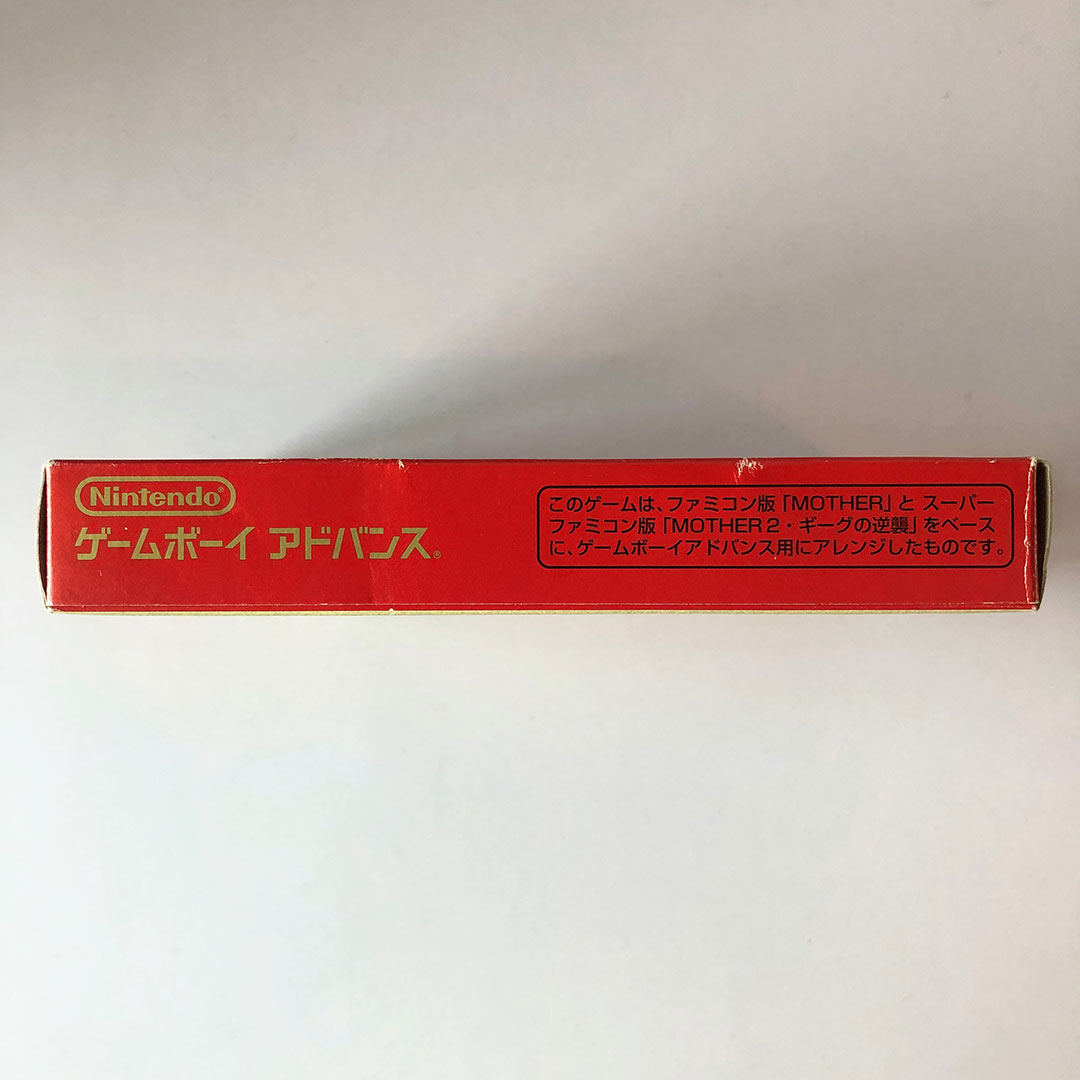 Nintendo®
ゲームボーイ アドバンス®
このゲームは、ファミコン版「MOTHER」と スーパー
ファミコン版「MOTHER2・ギーグの逆襲」をベース
に、ゲームボーイアドバンス用にアレンジしたものです。